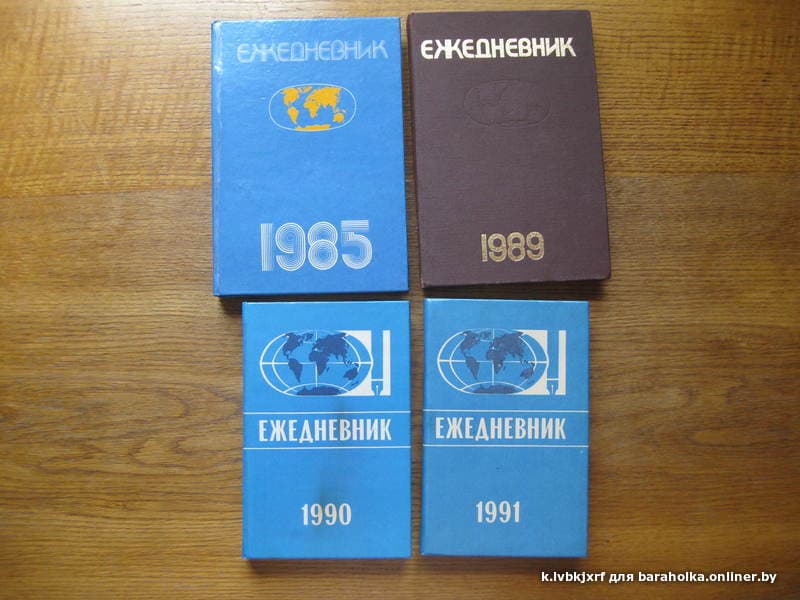 ЕЖЕДНЕВНИК
1985
ЕЖЕДНЕВНИК
1989
ЕЖЕДНЕВНИК
1990
ЕЖЕДНЕВНИК
1991
k.lvbkjxrf для baraholka.onliner.by